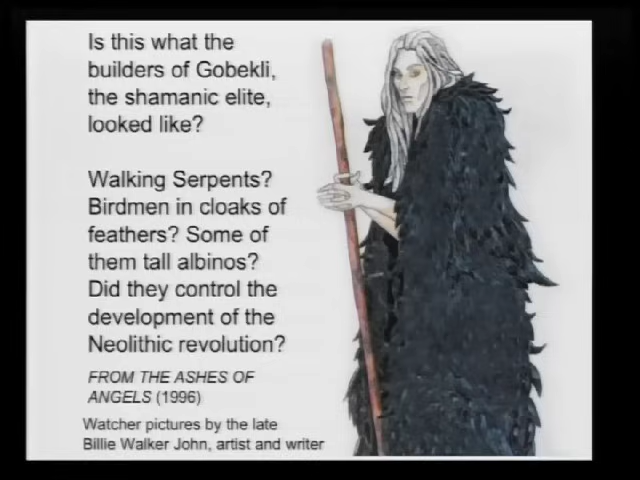 Is this what the
builders of Gobekli,
the shamanic elite,
looked like?
Walking Serpents?
Birdmen in cloaks of
feathers? Some of
them tall albinos?
Did they control the
development of the
Neolithic revolution?
FROM THE ASHES OF
ANGELS (1996)
Watcher pictures by the late
Billie Walker John, artist and writer